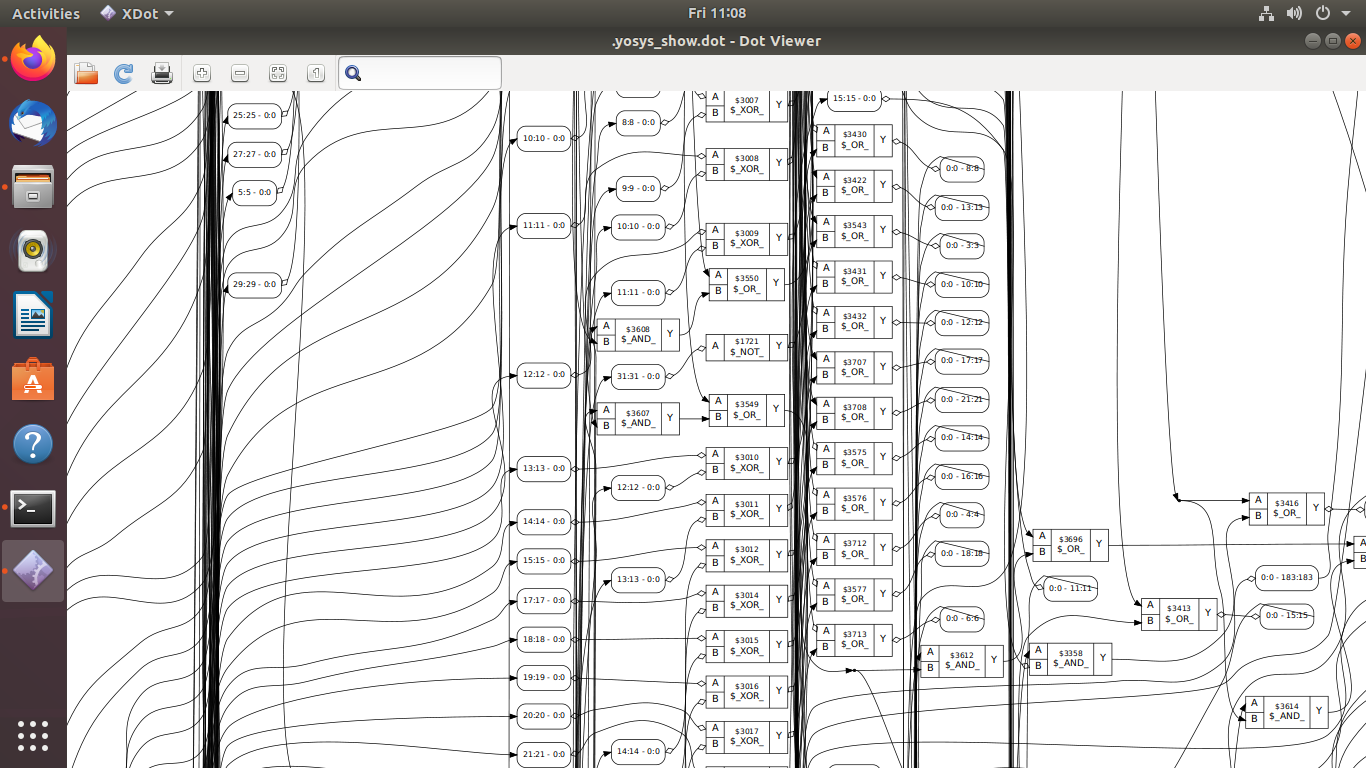 Activities
XDot
Fri 11:08
.yosys_show.dot - Dot Viewer
25:25 - 0:0
27:27 - 0:0
5:5 - 0:0
29:29 - 0:0
10:10 - 0:0
11:11 - 0:0
12:12 - 0:0
13:13 - 0:0
14:14 - 0:0
15:15 - 0:0
17:17 - 0:0
18:18 - 0:0
19:19 - 0:0
20:20 - 0:0
21:21 - 0:0
8:8 - 0:0
9:9 - 0:0
10:10 - 0:0
11:11 - 0:0
A
B
$3608
$_AND_
Y
31:31 - 0:0
A
B
$3607
$_AND_
Y
12:12 - 0:0
13:13 - 0:0
14:14 - 0:0
A
B
$3007
$_XOR_
Y
A
B
$3008
$_XOR_
Y
A
B
$3009
$_XOR_
Y
A
B
$3550
$_OR_
Y
A
$1721
$_NOT_
Y
A
B
$3549
$_OR_
Y
A
B
$3010
$_XOR_
Y
A
B
$3011
$_XOR_
Y
A
B
$3012
$_XOR_
Y
A
B
$3014
$_XOR_
Y
A
B
$3015
$_XOR_
Y
A
B
$3016
$_XOR_
Y
A
B
$3017
$_XOR_
Y
15:15 - 0:0
A
B
$3430
$_OR_
Y
A
B
$3422
$_OR_
Y
A
B
$3543
$_OR_
Y
A
B
$3431
$_OR_
Y
A
B
$3432
$_OR_
Y
A
B
$3707
$_OR_
Y
A
B
$3708
$_OR_
Y
A
B
$3575
$_OR_
Y
A
B
$3576
$_OR_
Y
A
B
$3712
$_OR_
Y
A
B
$3577
$_OR_
Y
A
B
$3713
$_OR_
Y
0:0 - 8:8
0:0 - 13:13
0:0 - 3:3
0:0 - 10:10
0:0 - 12:12
0:0 - 17:17
0:0 - 21:21
0:0 - 14:14
0:0 - 16:16
0:0 - 4:4
0:0 - 18:18
0:0 - 6:6
A
B
$3612
$_AND_
Y
A
B
$3696
$_OR_
Y
0:0 - 11:11
A
B
$3358
$_AND_
Y
A
B
$3413
$_OR_
Y
A
B
$3416
$_OR_
Y
0:0 - 183:183
0:0 - 15:15
A
B
$3614
$_AND_
Y
A
B